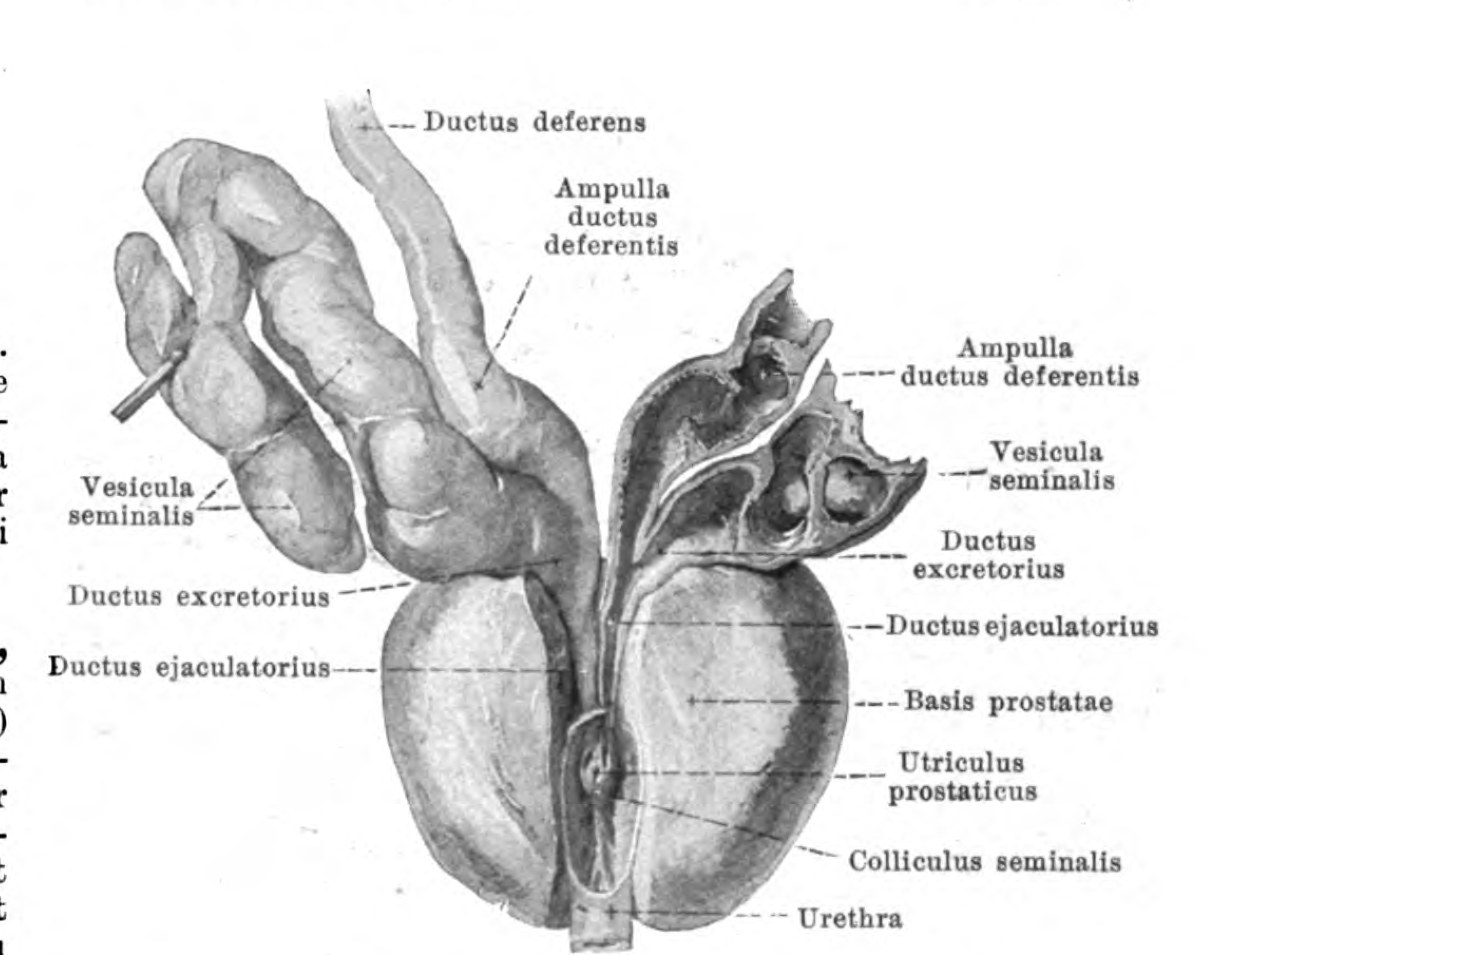 Ductus deferens
Ampulla
ductus
deferentis
Ampulla
ductus deferentis
Vesicula
seminalis
Vesicula
seminalis
Ductus
excretorius
Ductus excretorius
Ductus ejaculatorius
Ductus ejaculatorius
Basis prostatae
Utriculus
prostaticus
Colliculus seminalis
Urethra